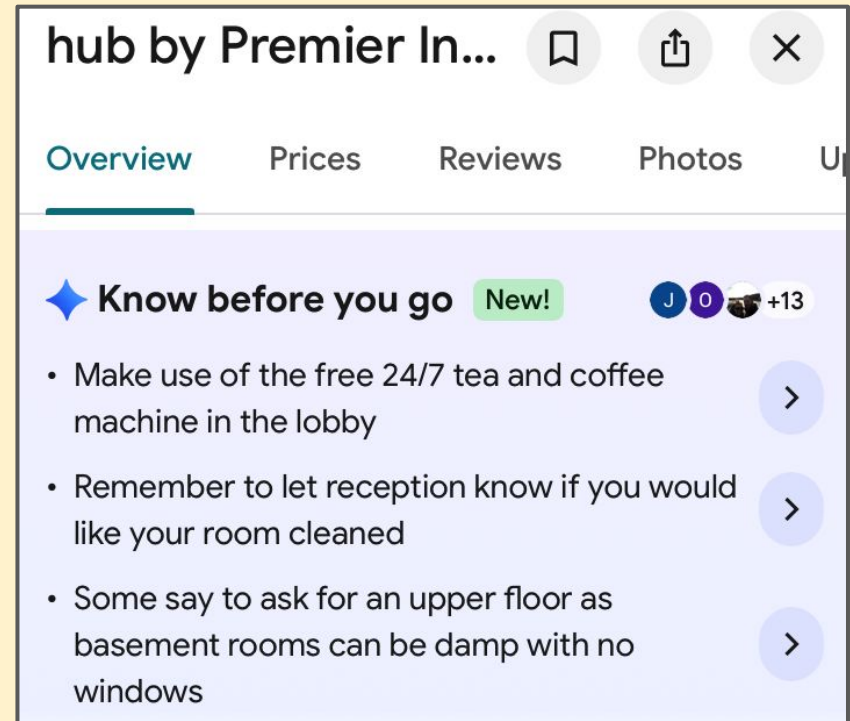 hub by Premier In...
Overview Prices Reviews Photos
Know before you go New! J O +13
• Make use of the free 24/7 tea and coffee
machine in the lobby
• Remember to let reception know if you would
like your room cleaned
• Some say to ask for an upper floor as
basement rooms can be damp with no
windows